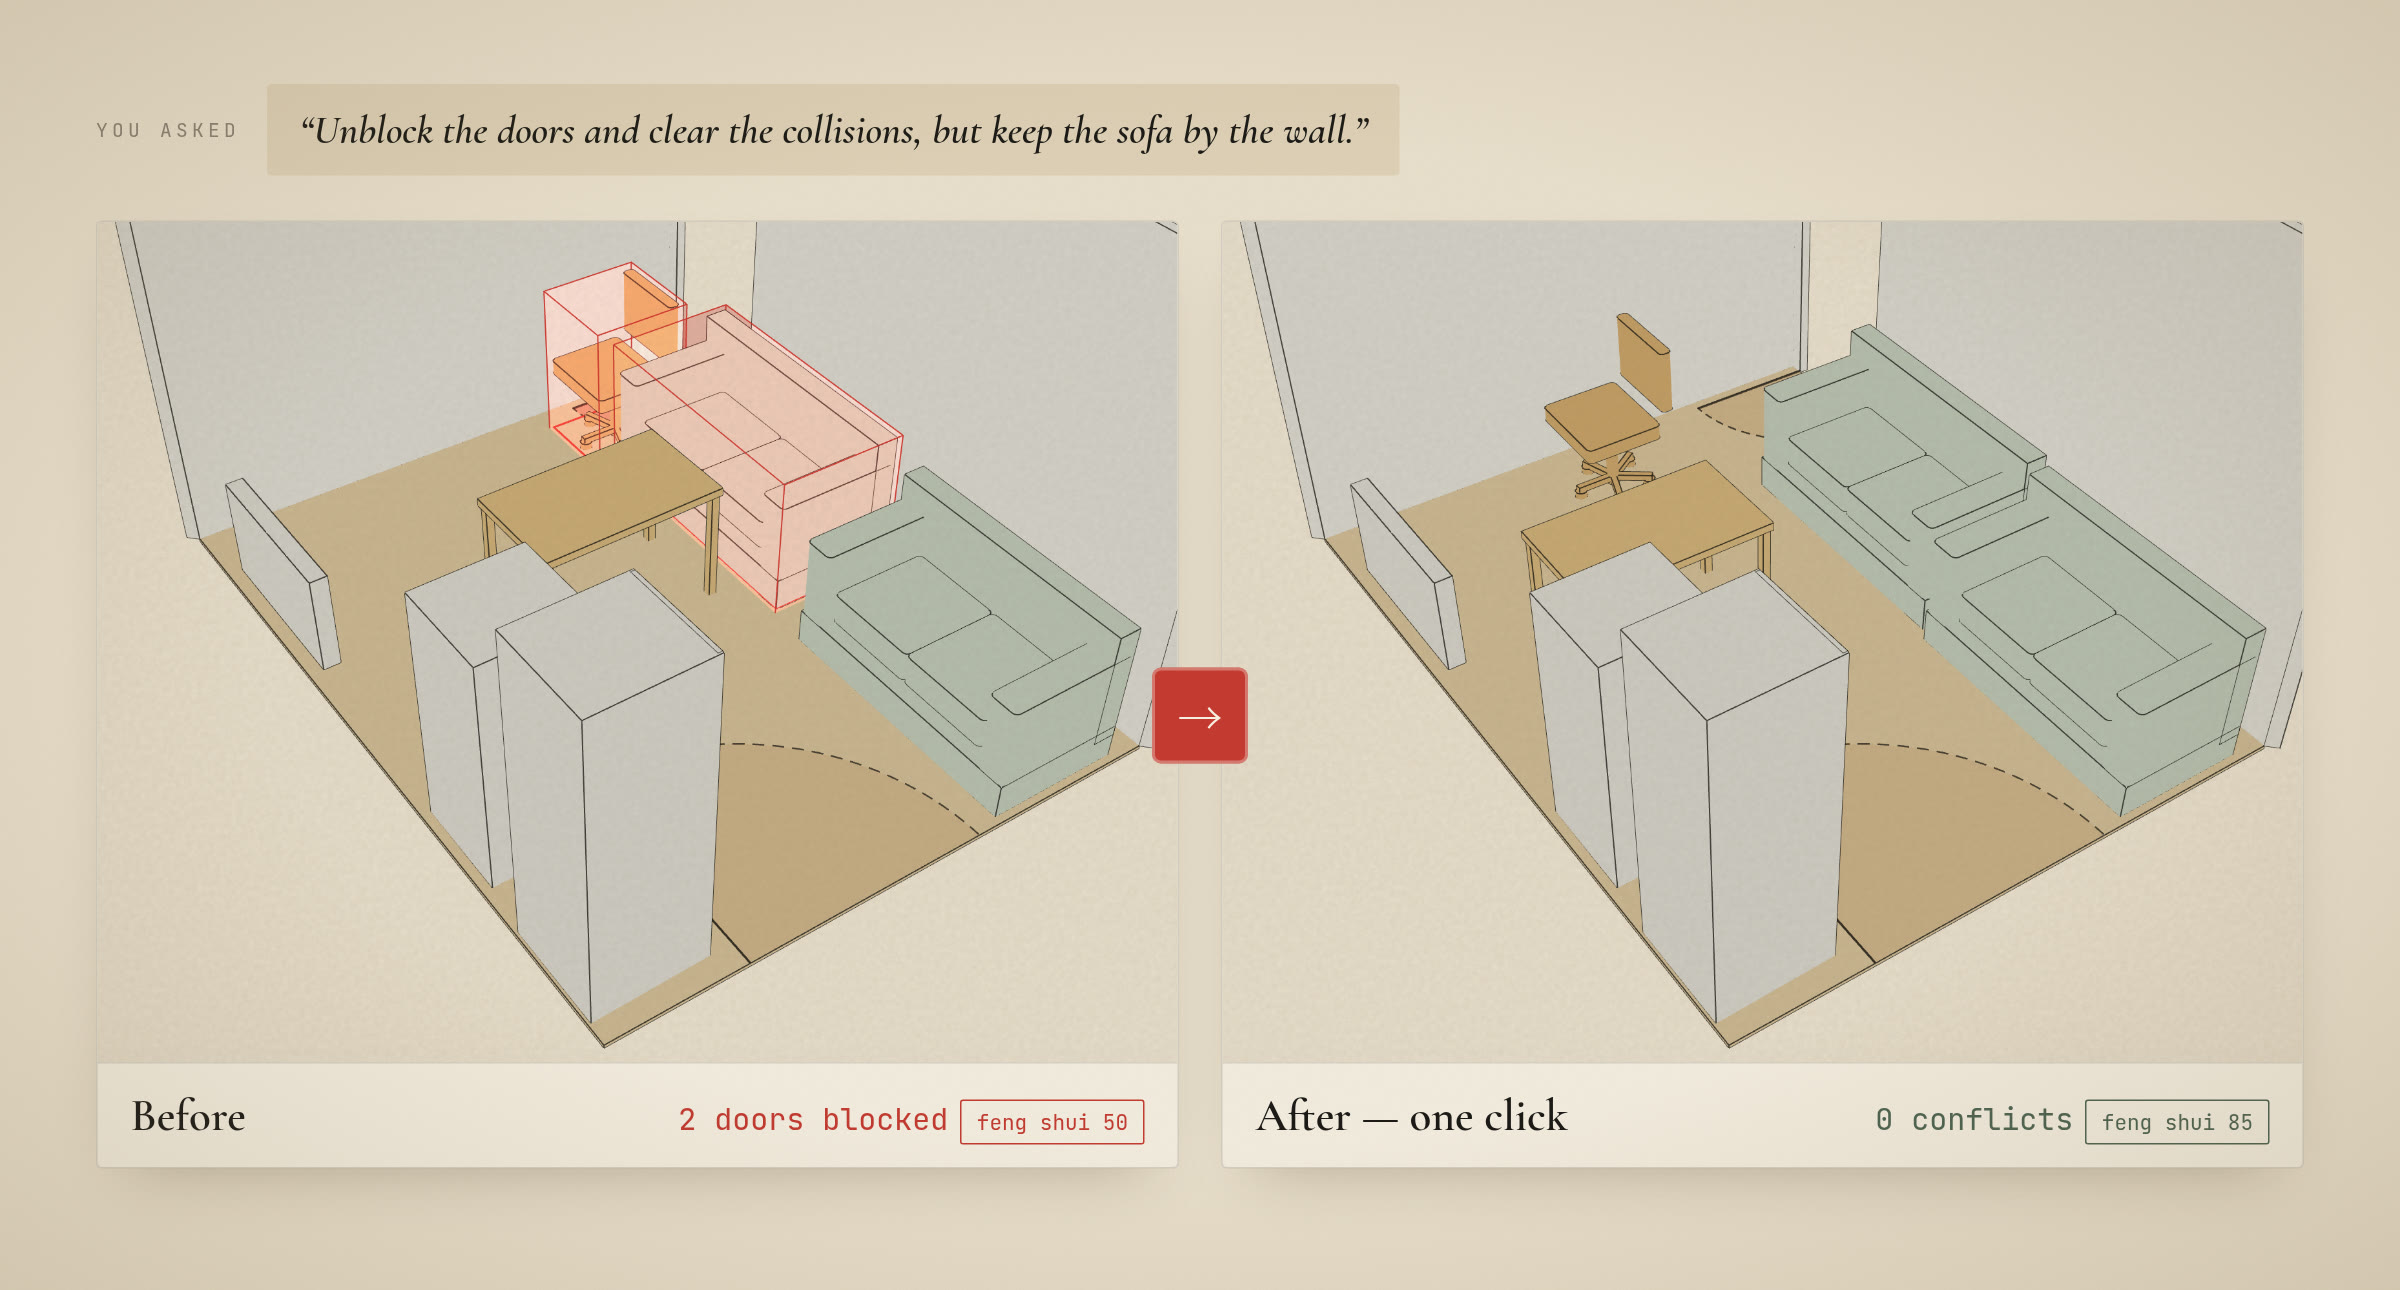 YOU ASKED
“Unblock the doors and clear the collisions, but keep the sofa by the wall.”
→
Before
2 doors blocked
feng shui 50
After — one click
0 conflicts
feng shui 85